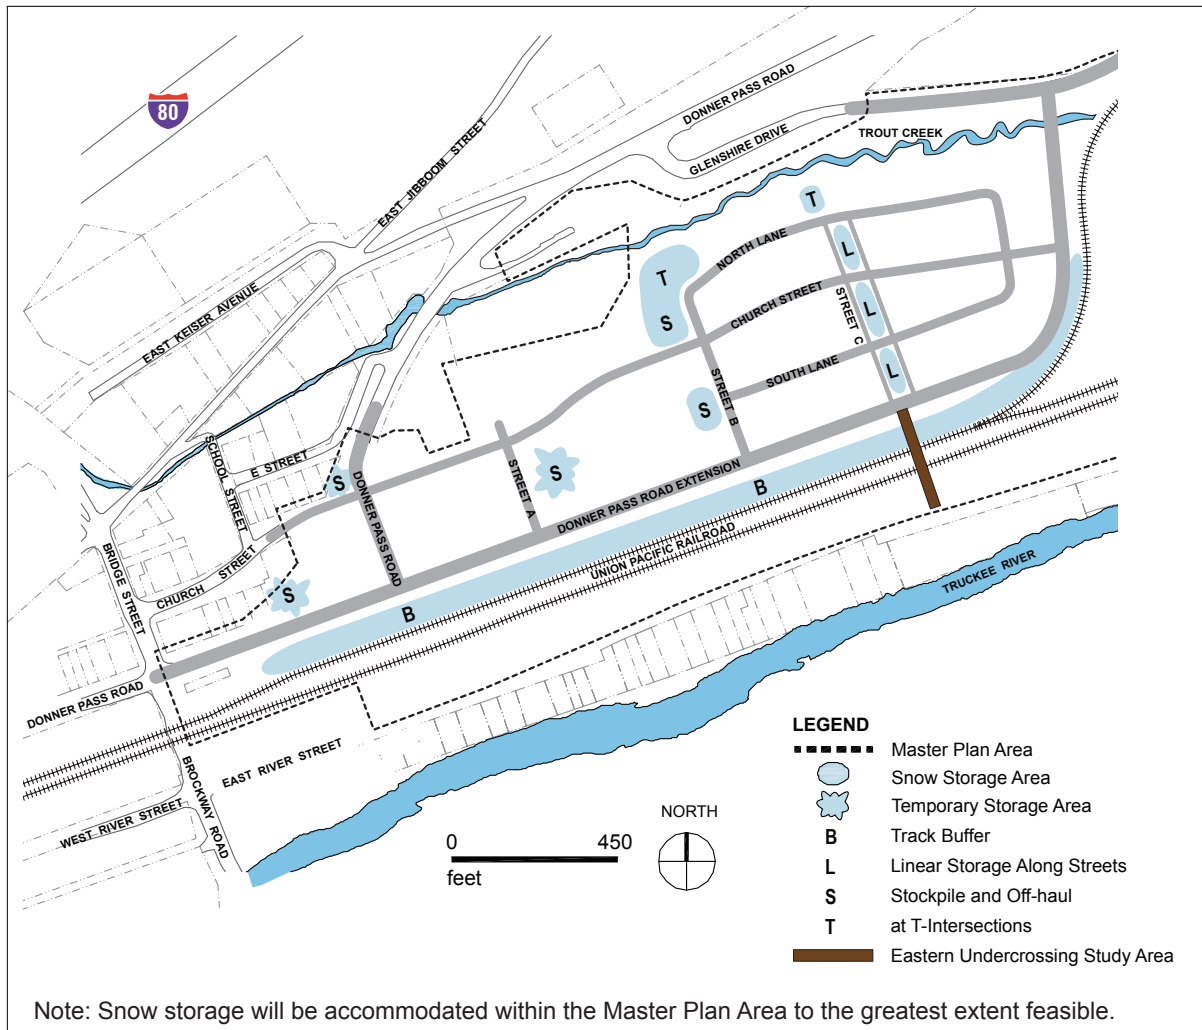 80
DONNER PASS ROAD
EAST JIBBOOM STREET
GLENSHIRE DRIVE
TROUT CREEK
T
NORTH LANE
L
T
EAST KEISER AVENUE
CHURCH STREET
S
L
STREET C
SOUTH LANE
L
STREET B
S
SCHOOL STREET
E STREET
S
STREET A
S
DONNER PASS ROAD
DONNER PASS ROAD EXTENSION
B
UNION PACIFIC RAILROAD
BRIDGE STREET
CHURCH STREET
S
B
TRUCKEE RIVER
DONNER PASS ROAD
EAST RIVER STREET
BROCKWAY ROAD
WEST RIVER STREET
0 450
feet
NORTH
LEGEND
Master Plan Area
Snow Storage Area
Temporary Storage Area
B Track Buffer
L Linear Storage Along Streets
S Stockpile and Off-haul
T at T-Intersections
Eastern Undercrossing Study Area
Note: Snow storage will be accommodated within the Master Plan Area to the greatest extent feasible.